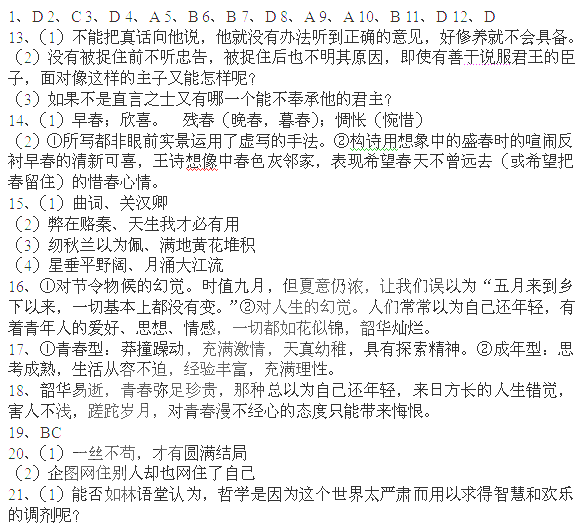 1、D 2、C 3、D 4、A 5、B 6、B 7、D 8、A 9、A 10、B 11、D 12、D
13、（1）不能把真话向他说，他就没有办法听到正确的意见，好修养就不会具备。
（2）没有被捉住前不听忠告，被捉住后也不明其原因，即使有善于说服君王的臣
子，面对像这样的主子又能怎样呢？
（3）如果不是直言之士又有哪一个能不奉承他的君主？
14、（1）早春；欣喜。　残春（晚春，暮春）；惆怅（惋惜）
（2）①所写都非眼前实景运用了虚写的手法。②构诗用想象中的盛春时的喧闹反
衬早春的清新可喜，王诗想像中春色灰邻家，表现希望春天不曾远去（或希望把
春留住）的惜春心情。
15、（1）曲词、关汉卿
（2）弊在赂秦、天生我才必有用
（3）纫秋兰以为佩、满地黄花堆积
（4）星垂平野阔、月涌大江流
16、①对节令物候的幻觉。时值九月，但夏意仍浓，让我们误以为“五月来到乡
下以来，一切基本上都没有变。”②对人生的幻觉。人们常常以为自己还年轻，有
着青年人的爱好、思想、情感，一切都如花似锦，韶华灿烂。
17、①青春型：莽撞躁动，充满激情，天真幼稚，具有探索精神。②成年型：思
考成熟，生活从容不迫，经验丰富，充满理性。
18、韶华易逝，青春弥足珍贵，那种总以为自己还年轻，来日方长的人生错觉，
害人不浅，蹉跎岁月，对青春漫不经心的态度只能带来悔恨。
19、BC
20、（1）一丝不苟，才有圆满结局
（2）企图网住别人却也网住了自己
21、（1）能否如林语堂认为，哲学是因为这个世界太严肃而用以求得智慧和欢乐
的调剂呢？